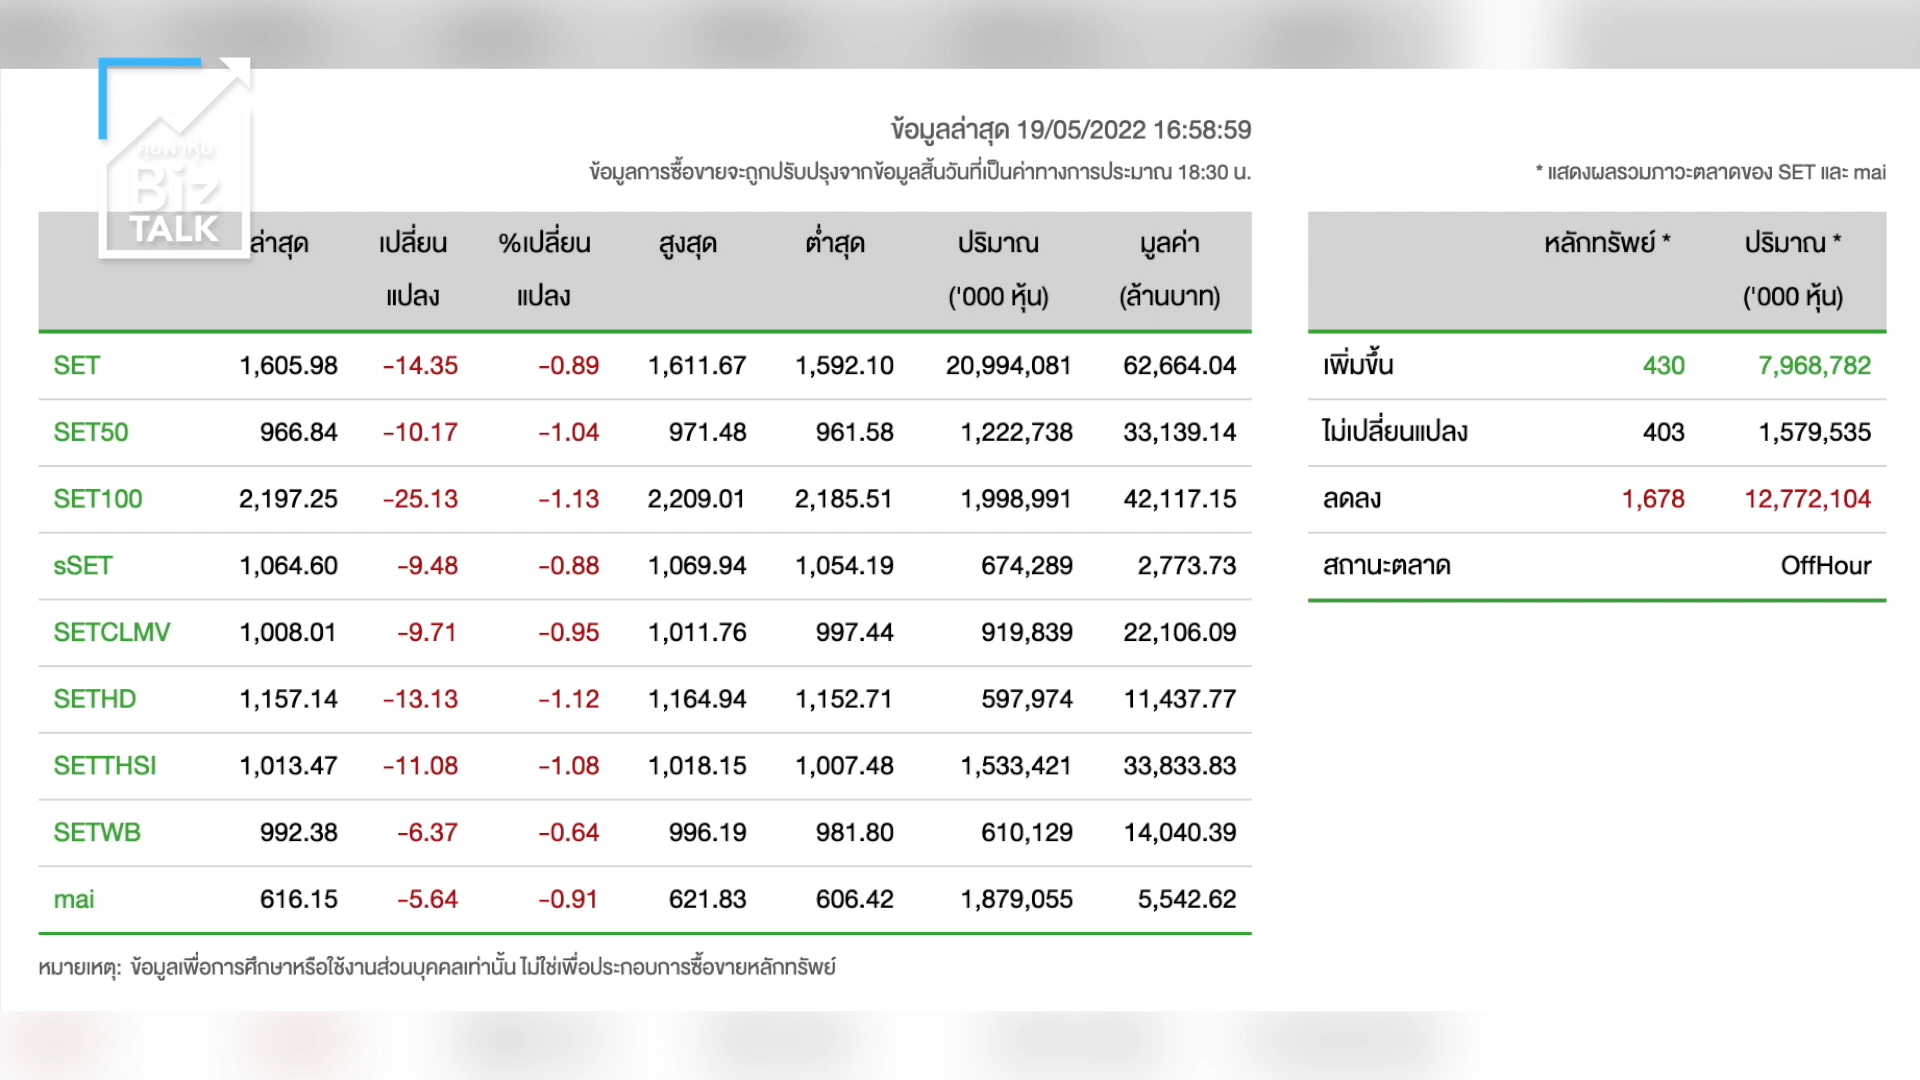 คุยพาหุ้น
Biz
TALK
ข้อมูลล่าสุด 19/05/2022 16:58:59
ข้อมูลการซื้อขายจะถูกปรับปรุงจากข้อมูลสิ้นวันที่เป็นค่าทางการประมาณ 18:30 น.
* แสดงผลรวมภาวะตลาดของ SET และ mai
ล่าสุด เปลี่ยนแปลง %เปลี่ยนแปลง สูงสุด ต่ำสุด ปริมาณ ('000 หุ้น) มูลค่า (ล้านบาท)
SET 1,605.98 -14.35 -0.89 1,611.67 1,592.10 20,994,081 62,664.04
SET50 966.84 -10.17 -1.04 971.48 961.58 1,222,738 33,139.14
SET100 2,197.25 -25.13 -1.13 2,209.01 2,185.51 1,998,991 42,117.15
sSET 1,064.60 -9.48 -0.88 1,069.94 1,054.19 674,289 2,773.73
SETCLMV 1,008.01 -9.71 -0.95 1,011.76 997.44 919,839 22,106.09
SETHD 1,157.14 -13.13 -1.12 1,164.94 1,152.71 597,974 11,437.77
SETTHSI 1,013.47 -11.08 -1.08 1,018.15 1,007.48 1,533,421 33,833.83
SETWB 992.38 -6.37 -0.64 996.19 981.80 610,129 14,040.39
mai 616.15 -5.64 -0.91 621.83 606.42 1,879,055 5,542.62
หมายเหตุ: ข้อมูลเพื่อการศึกษาหรือใช้งานส่วนบุคคลเท่านั้น ไม่ใช่เพื่อประกอบการซื้อขายหลักทรัพย์
หลักทรัพย์ * ปริมาณ * ('000 หุ้น)
เพิ่มขึ้น 430 7,968,782
ไม่เปลี่ยนแปลง 403 1,579,535
ลดลง 1,678 12,772,104
สถานะตลาด OffHour